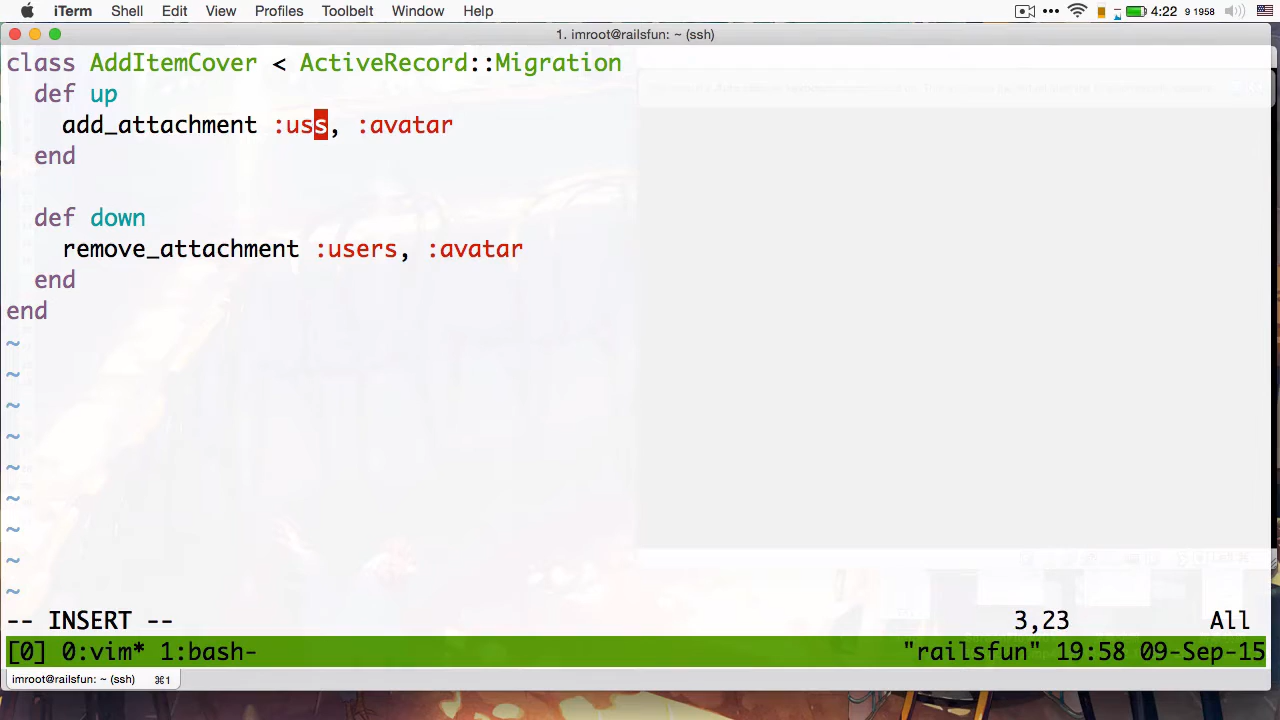 iTerm Shell Edit View Profiles Toolbelt Window Help 4:22 9 1958
1. imroot@railsfun: ~ (ssh)
class AddItemCover < ActiveRecord::Migration
  def up
    add_attachment :uss, :avatar
  end
  def down
    remove_attachment :users, :avatar
  end
end
~
~
~
~
~
~
~
~
~
-- INSERT -- 3,23 All
[0] 0:vim* 1:bash- "railsfun" 19:58 09-Sep-15
imroot@railsfun: ~ (ssh) ⌘1